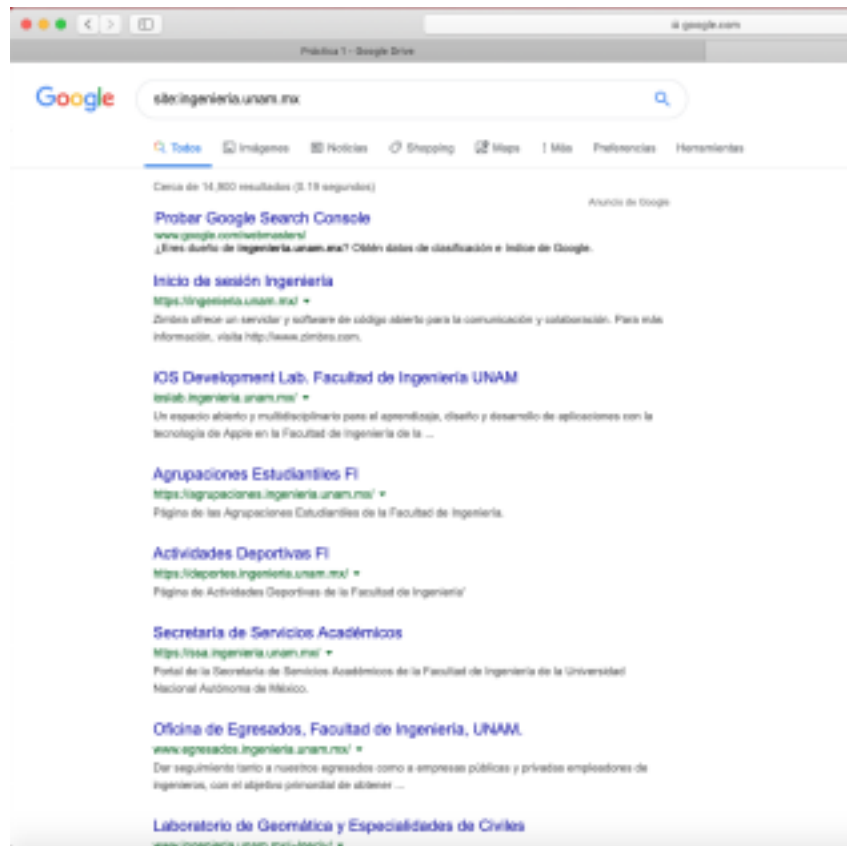 google.com
Práctica 1 - Google Drive
Google
site:ingenieria.unam.mx
Todos Imágenes Noticias Shopping Maps Más Preferencias Herramientas
Cerca de 14,800 resultados (0.19 segundos)
Anuncio de Google
Probar Google Search Console
www.google.com/webmasters/
¿Eres dueño de ingenieria.unam.mx? Obtén datos de clasificación e índice de Google.
Inicio de sesión Ingeniería
https://ingenieria.unam.mx/
Zimbra ofrece un servidor y software de código abierto para la comunicación y colaboración. Para más
información, visita http://www.zimbra.com.
iOS Development Lab. Facultad de Ingeniería UNAM
ioslab.ingenieria.unam.mx/
Un espacio abierto y multidisciplinario para el aprendizaje, diseño y desarrollo de aplicaciones con la
tecnología de Apple en la Facultad de Ingeniería de la ...
Agrupaciones Estudiantiles FI
https://agrupaciones.ingenieria.unam.mx/
Página de las Agrupaciones Estudiantiles de la Facultad de Ingeniería.
Actividades Deportivas FI
https://deportes.ingenieria.unam.mx/
Página de Actividades Deportivas de la Facultad de Ingeniería'
Secretaría de Servicios Académicos
https://ssa.ingenieria.unam.mx/
Portal de la Secretaría de Servicios Académicos de la Facultad de Ingeniería de la Universidad
Nacional Autónoma de México.
Oficina de Egresados, Facultad de Ingeniería, UNAM.
www.egresados.ingenieria.unam.mx/
Dar seguimiento tanto a nuestros egresados como a empresas públicas y privadas empleadores de
ingenieros, con el objetivo primordial de obtener ...
Laboratorio de Geomática y Especialidades de Civiles